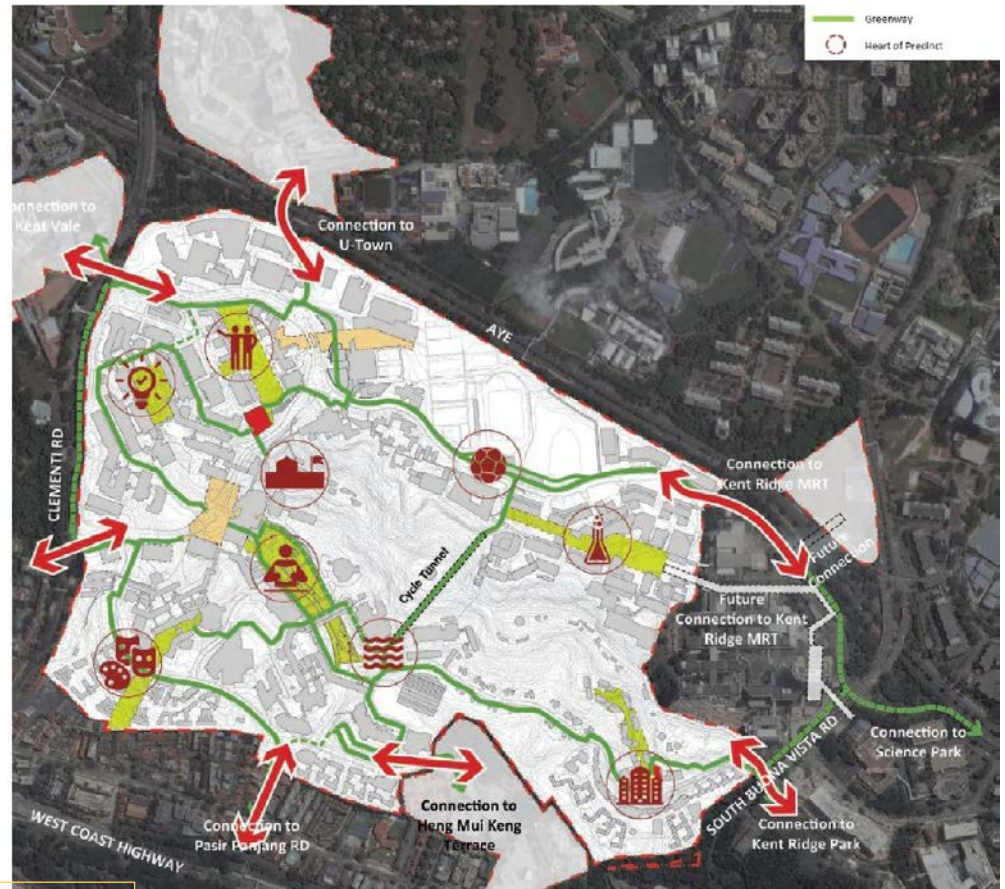 Greenway
Heart of Precinct
onnection to
Kent Vale
Connection to
U-Town
AYE
CLEMENTI RD
Connection to
Kent Ridge MRT
Future
Connection
Cycle Tunnel
Future
Connection to Kent
Ridge MRT
Connection to
Science Park
SOUTH BUONA VISTA RD
Connection to
Kent Ridge Park
Connection to
Heng Mui Keng
Terrace
Connection to
Pasir Panjang RD
WEST COAST HIGHWAY